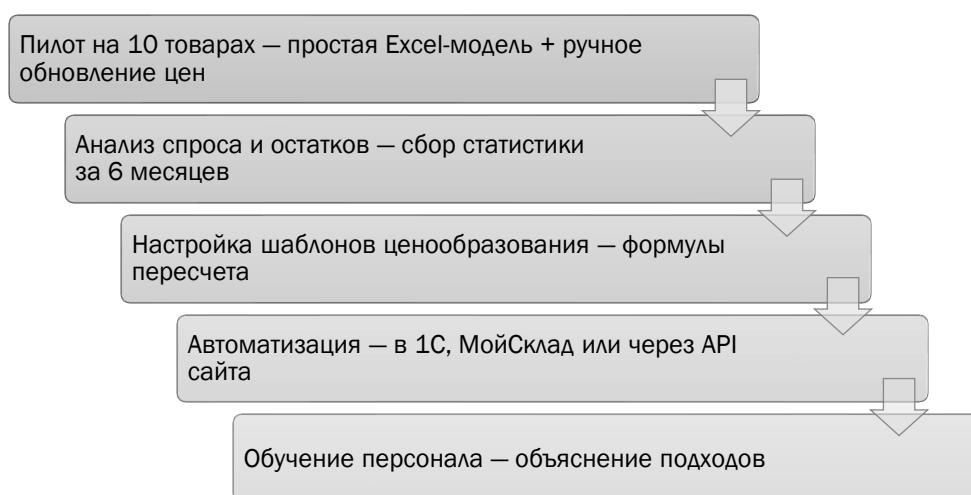 Пилот на 10 товарах — простая Excel-модель + ручное
обновление цен
Анализ спроса и остатков — сбор статистики
за 6 месяцев
Настройка шаблонов ценообразования — формулы
пересчета
Автоматизация — в 1С, МойСклад или через API
сайта
Обучение персонала — объяснение подходов